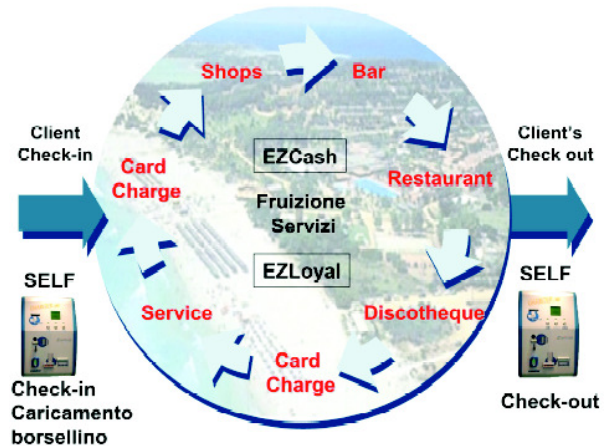 Client
Check-in
SELF
Check-in
Caricamento
borsellino
Shops
Bar
Card
Charge
EZCash
Restaurant
Fruizione
Servizi
EZLoyal
Service
Discotheque
Card
Charge
Client's
Check out
SELF
Check-out